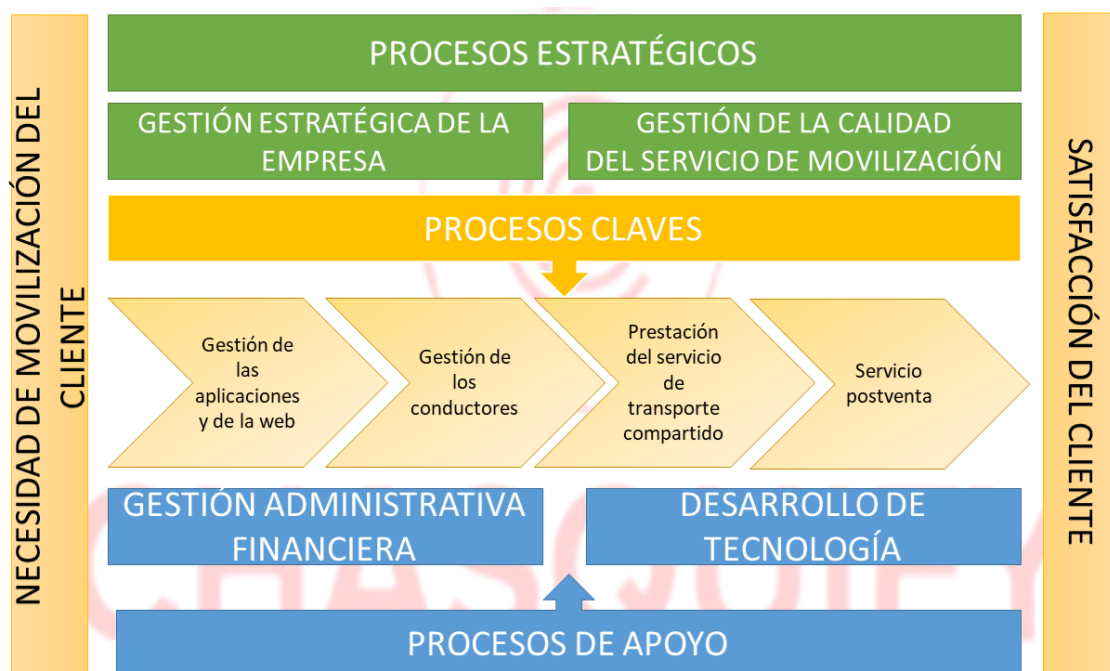 NECESIDAD DE MOVILIZACIÓN DEL
CLIENTE
PROCESOS ESTRATÉGICOS
GESTIÓN ESTRATÉGICA DE LA
EMPRESA
GESTIÓN DE LA CALIDAD
DEL SERVICIO DE MOVILIZACIÓN
PROCESOS CLAVES
Gestión de
las
aplicaciones
y de la web
Gestión de
los
conductores
Prestación
del servicio
de
transporte
compartido
Servicio
postventa
GESTIÓN ADMINISTRATIVA
FINANCIERA
DESARROLLO DE
TECNOLOGÍA
CHASQUIFY
PROCESOS DE APOYO
SATISFACCIÓN DEL CLIENTE